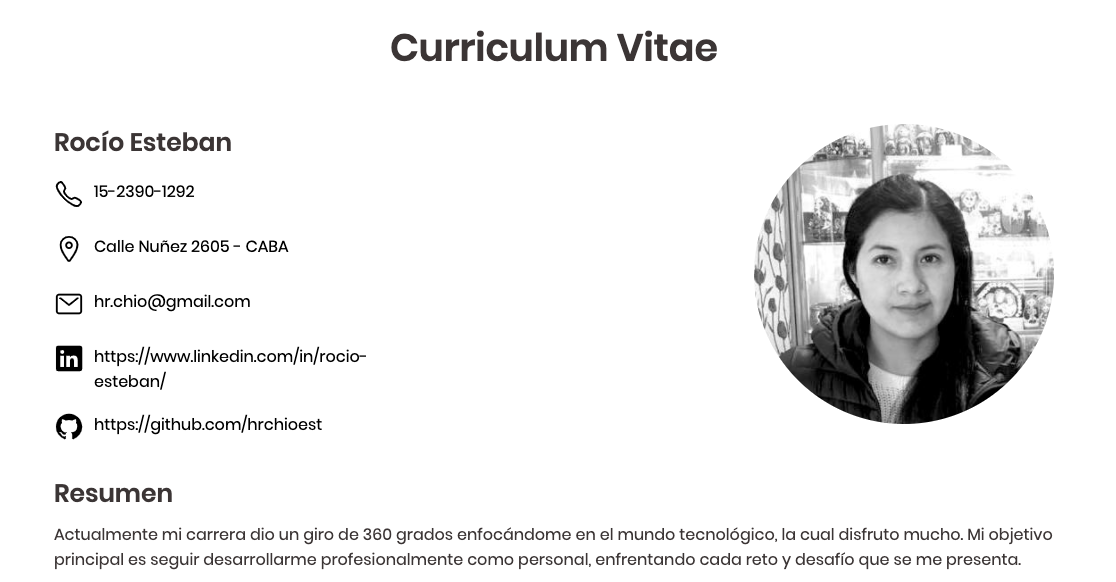 Curriculum Vitae
Rocío Esteban
15-2390-1292
Calle Nuñez 2605 - CABA
hr.chio@gmail.com
https://www.linkedin.com/in/rocio-
esteban/
https://github.com/hrchioest
Resumen
Actualmente mi carrera dio un giro de 360 grados enfocándome en el mundo tecnológico, la cual disfruto mucho. Mi objetivo
principal es seguir desarrollarme profesionalmente como personal, enfrentando cada reto y desafío que se me presenta.